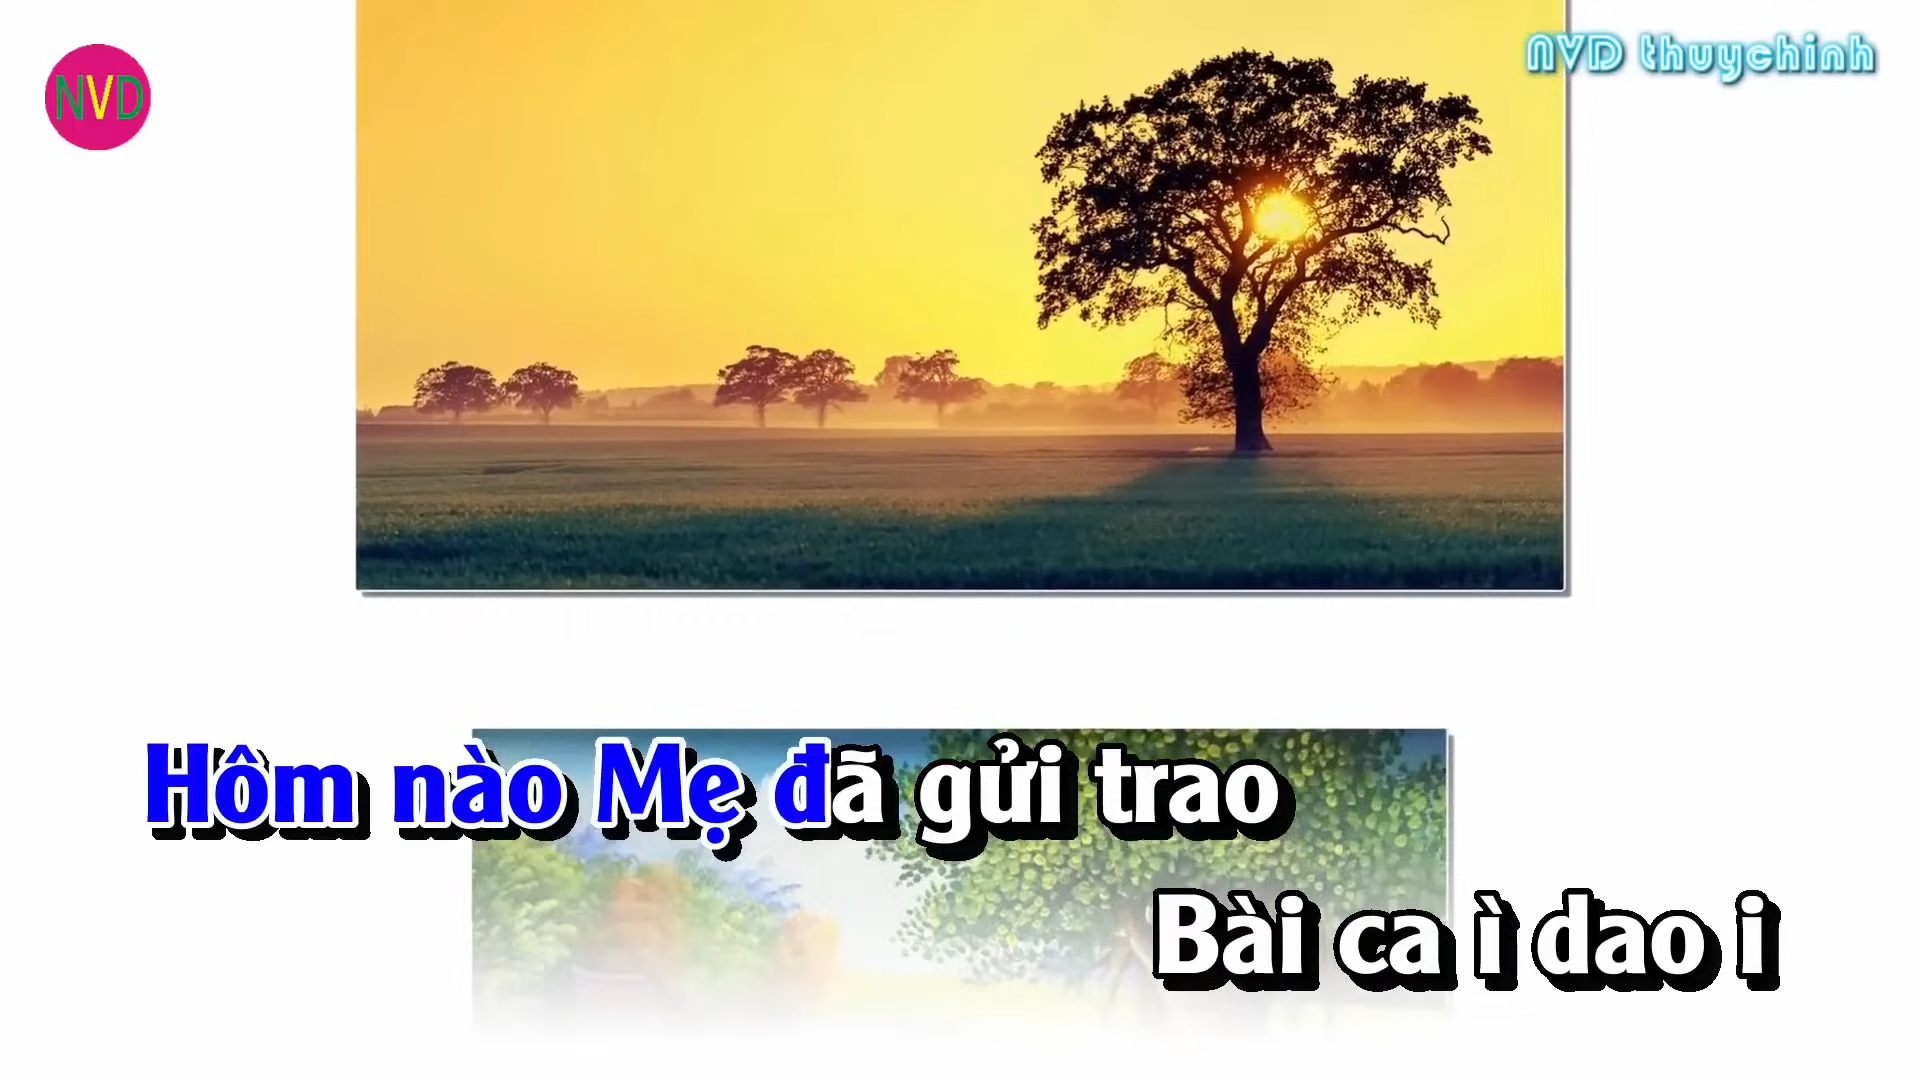 NVD
NVD thuychinh
Hôm nào Mẹ đã gửi trao
Bài ca ì dao i